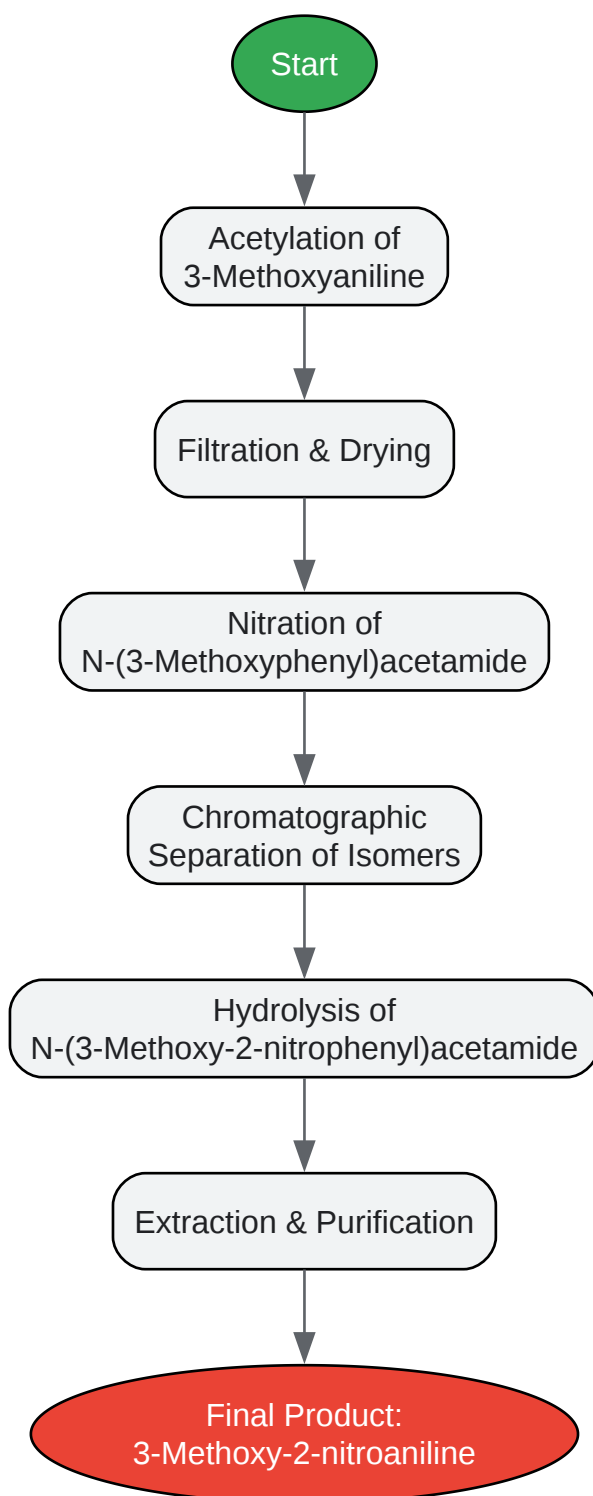 Start
Acetylation of
3-Methoxyaniline
Filtration & Drying
Nitration of
N-(3-Methoxyphenyl)acetamide
Chromatographic
Separation of Isomers
Hydrolysis of
N-(3-Methoxy-2-nitrophenyl)acetamide
Extraction & Purification
Final Product:
3-Methoxy-2-nitroaniline